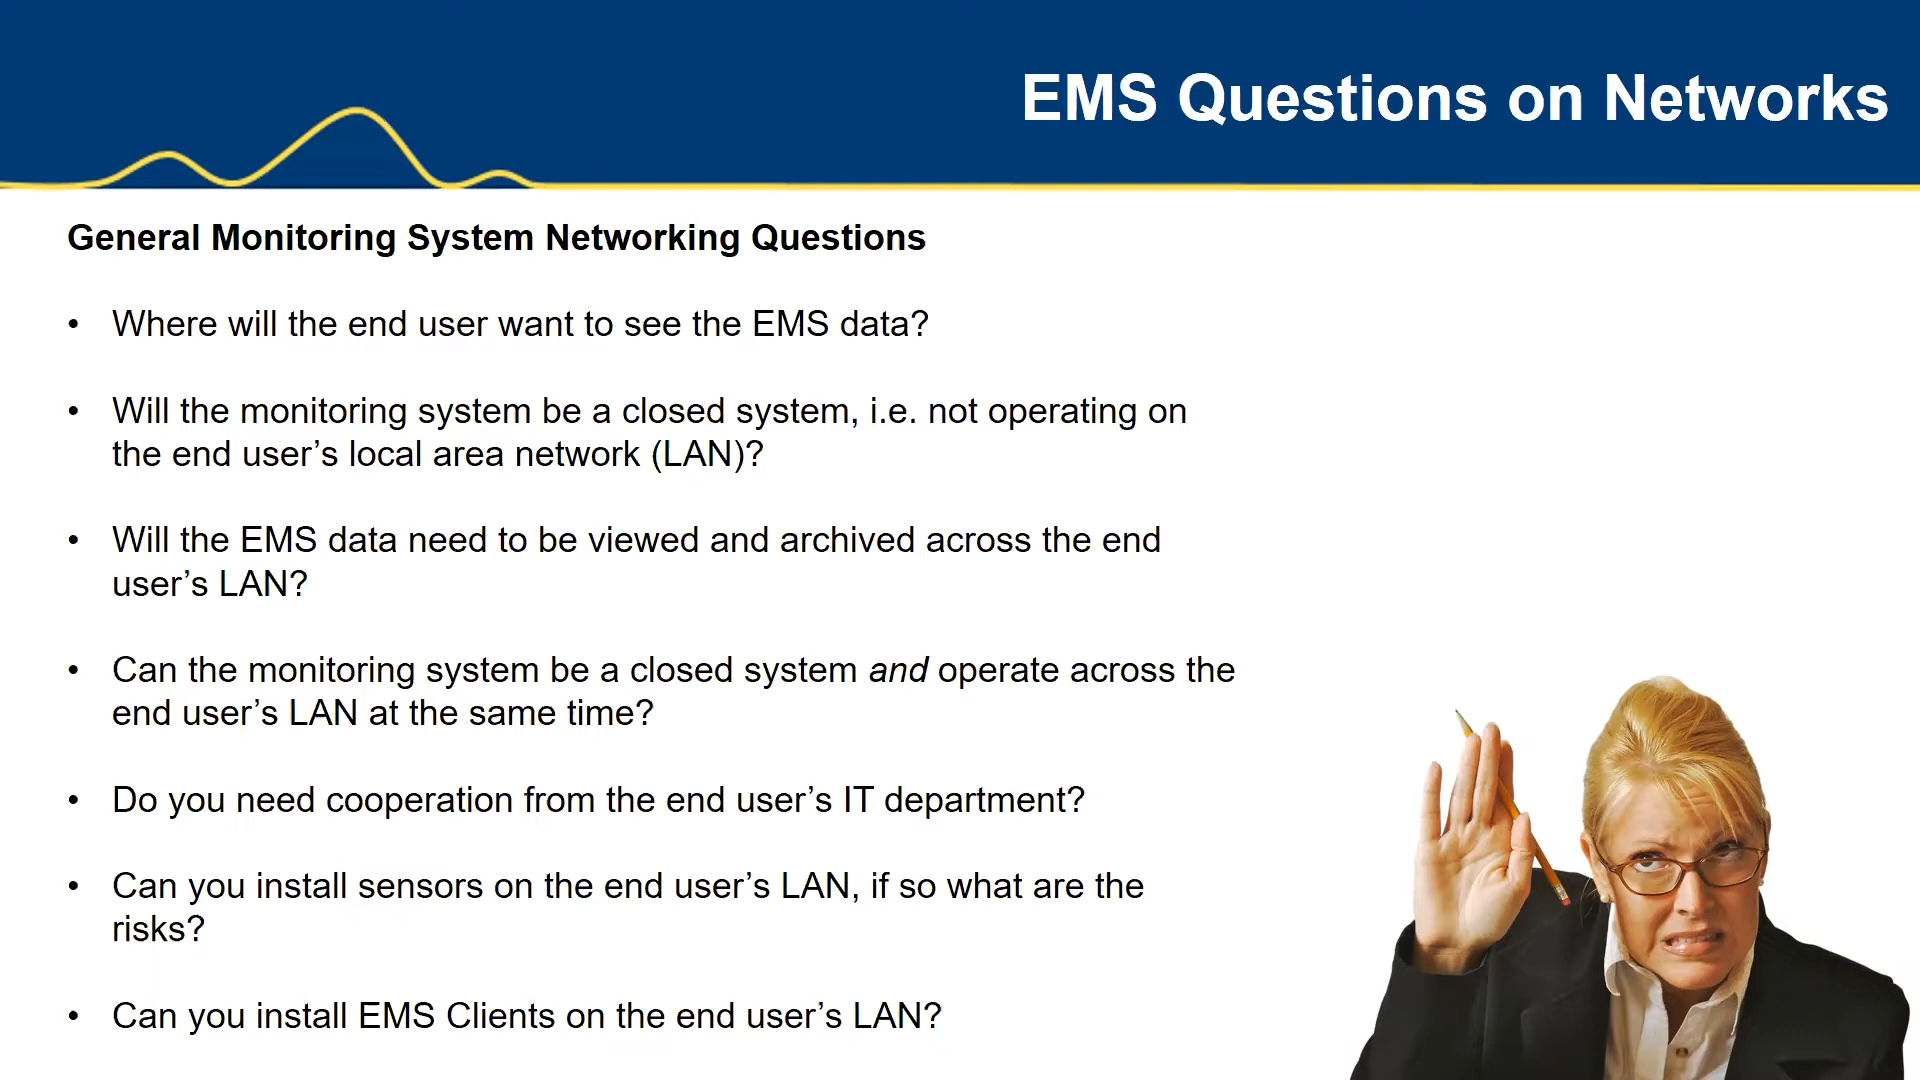 EMS Questions on Networks
General Monitoring System Networking Questions
• Where will the end user want to see the EMS data?
• Will the monitoring system be a closed system, i.e. not operating on
the end user’s local area network (LAN)?
• Will the EMS data need to be viewed and archived across the end
user’s LAN?
• Can the monitoring system be a closed system and operate across the
end user’s LAN at the same time?
• Do you need cooperation from the end user’s IT department?
• Can you install sensors on the end user’s LAN, if so what are the
risks?
• Can you install EMS Clients on the end user’s LAN?